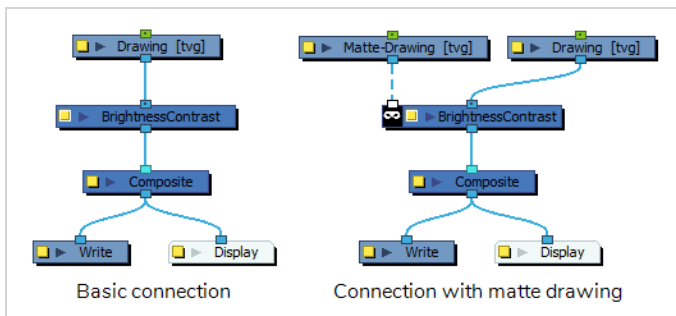 Drawing [tvg]
Matte-Drawing [tvg]
Drawing [tvg]
BrightnessContrast
BrightnessContrast
Composite
Composite
Write
Display
Write
Display
Basic connection
Connection with matte drawing